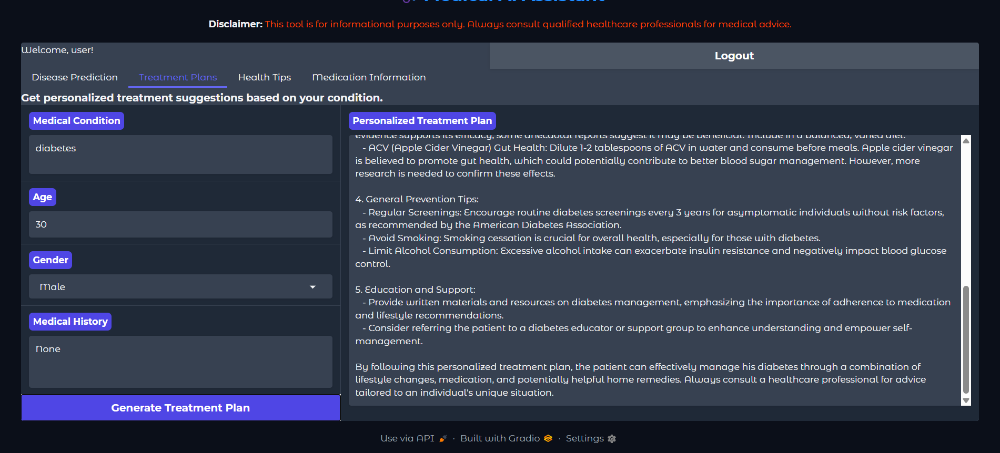 Medical AI Assistant
Disclaimer: This tool is for informational purposes only. Always consult qualified healthcare professionals for medical advice.
Welcome, user!
Logout
Disease Prediction
Treatment Plans
Health Tips
Medication Information
Get personalized treatment suggestions based on your condition.
Medical Condition
diabetes
Age
30
Gender
Male
Medical History
None
Generate Treatment Plan
Personalized Treatment Plan
evidence supports its efficacy, some anecdotal reports suggest it may be beneficial. Include in a balanced, varied diet.
- ACV (Apple Cider Vinegar) Gut Health: Dilute 1-2 tablespoons of ACV in water and consume before meals. Apple cider vinegar
is believed to promote gut health, which could potentially contribute to better blood sugar management. However, more
research is needed to confirm these effects.
4. General Prevention Tips:
- Regular Screenings: Encourage routine diabetes screenings every 3 years for asymptomatic individuals without risk factors,
as recommended by the American Diabetes Association.
- Avoid Smoking: Smoking cessation is crucial for overall health, especially for those with diabetes.
- Limit Alcohol Consumption: Excessive alcohol intake can exacerbate insulin resistance and negatively impact blood glucose
control.
5. Education and Support:
- Provide written materials and resources on diabetes management, emphasizing the importance of adherence to medication
and lifestyle recommendations.
- Consider referring the patient to a diabetes educator or support group to enhance understanding and empower self-
management.
By following this personalized treatment plan, the patient can effectively manage his diabetes through a combination of
lifestyle changes, medication, and potentially helpful home remedies. Always consult a healthcare professional for advice
tailored to an individual's unique situation.
Use via API · Built with Gradio · Settings